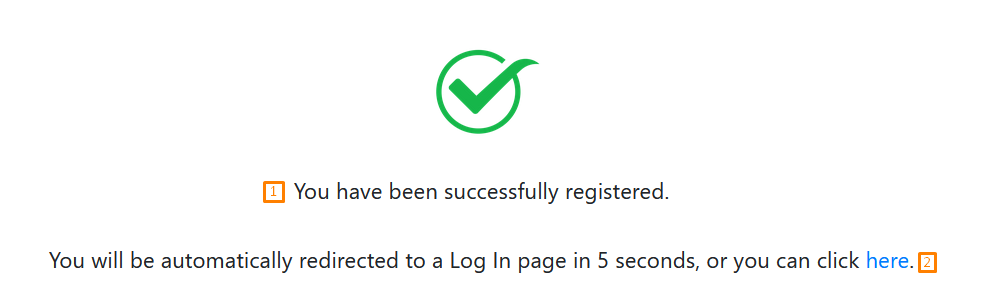 1 You have been successfully registered.
You will be automatically redirected to a Log In page in 5 seconds, or you can click here. 2